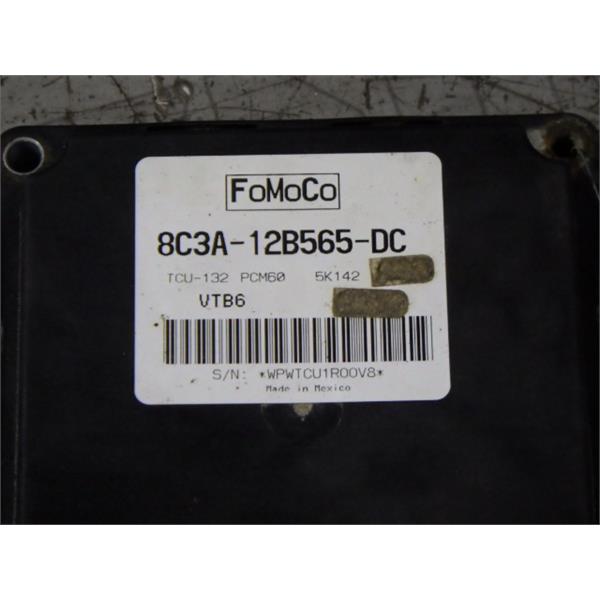 FoMoCo
8C3A-12B565-DC
TCU-132 PCM60 5K142
VTB6
S/N: *WPWTCU1R00V8*
Made in Mexico